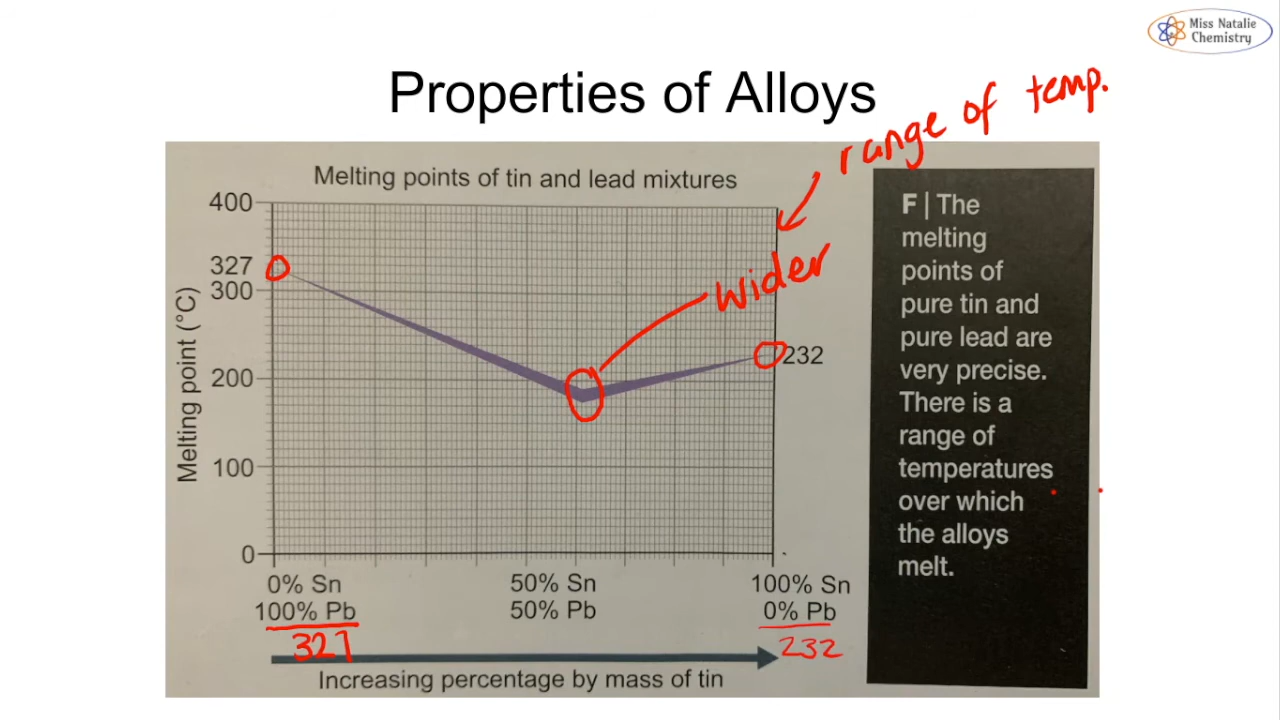 Miss Natalie
Chemistry
Properties of Alloys
range of temp.
Melting points of tin and lead mixtures
400
327
300
200
100
0
Melting point (°C)
wider
232
0% Sn
100% Pb
50% Sn
50% Pb
100% Sn
0% Pb
327
232
Increasing percentage by mass of tin
F | The
melting
points of
pure tin and
pure lead are
very precise.
There is a
range of
temperatures
over which
the alloys
melt.